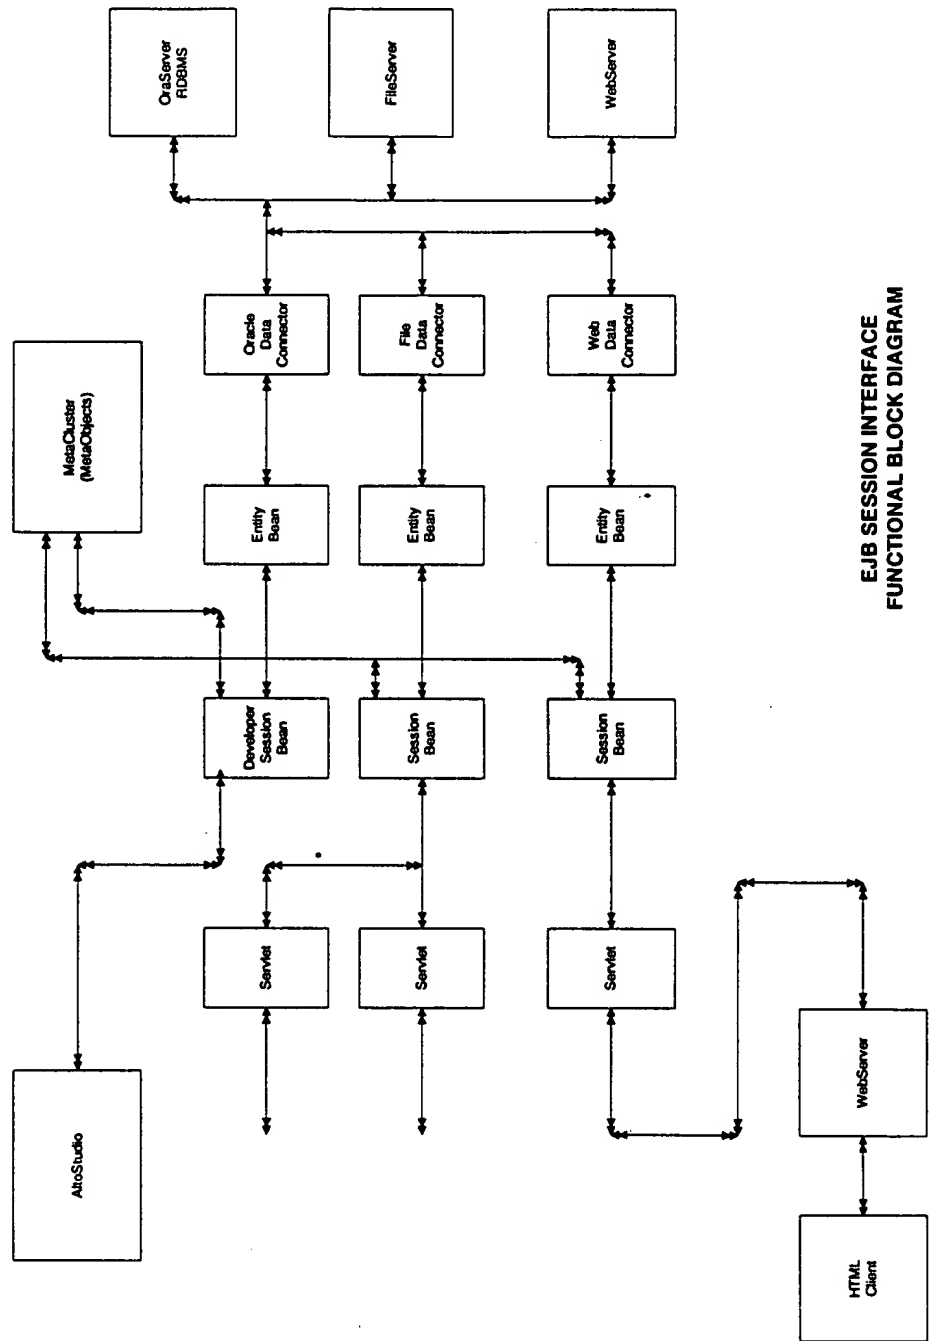 AltoStudio
MetaCluster
(MetaObjects)
OraServer
RDBMS
Servlet
Developer
Session
Bean
Entity
Bean
Oracle
Data
Connector
FileServer
Servlet
Session
Bean
Entity
Bean
File
Data
Connector
WebServer
Servlet
Session
Bean
Entity
Bean
Web
Data
Connector
HTML
Client
WebServer
EJB SESSION INTERFACE
FUNCTIONAL BLOCK DIAGRAM